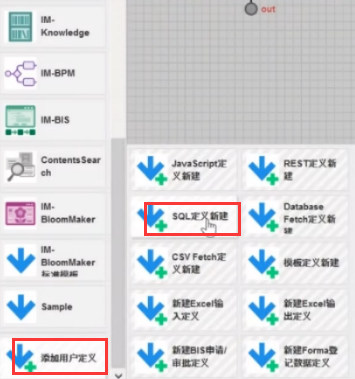 out
IM-
Knowledge
IM-BPM
IM-BIS
ContentsSear
ch
IM-
BloomMaker
IM-
BloomMaker
标准模板
Sample
添加用户定义
JavaScript定
义新建
REST定义新
建
SQL定义新建
Database
Fetch定义新
建
CSV Fetch定
义新建
模板定义新建
新建Excel输
入定义
新建Excel输
出定义
新建BIS申请/
审批定义
新建Forma登
记数据定义